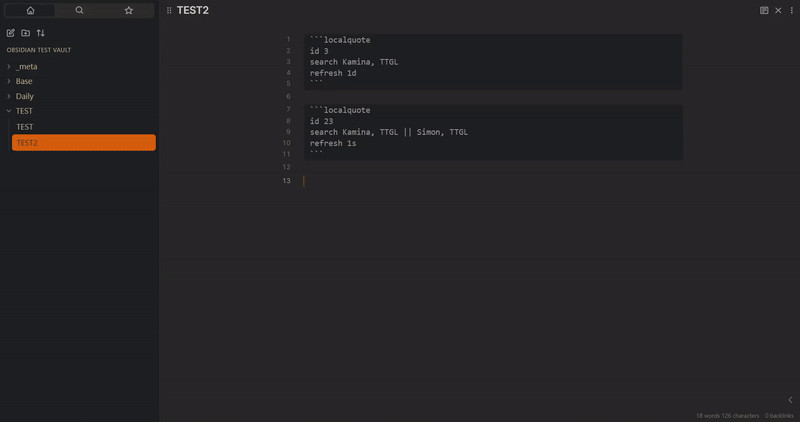 TEST2
OBSIDIAN TEST VAULT
_meta
Base
Daily
TEST
TEST
TEST2
1 ```localquote
2 id 3
3 search Kamina, TTGL
4 refresh 1d
5 ```
6
7 ```localquote
8 id 23
9 search Kamina, TTGL || Simon, TTGL
10 refresh 1s
11 ```
12
13
18 words 126 characters 0 backlinks